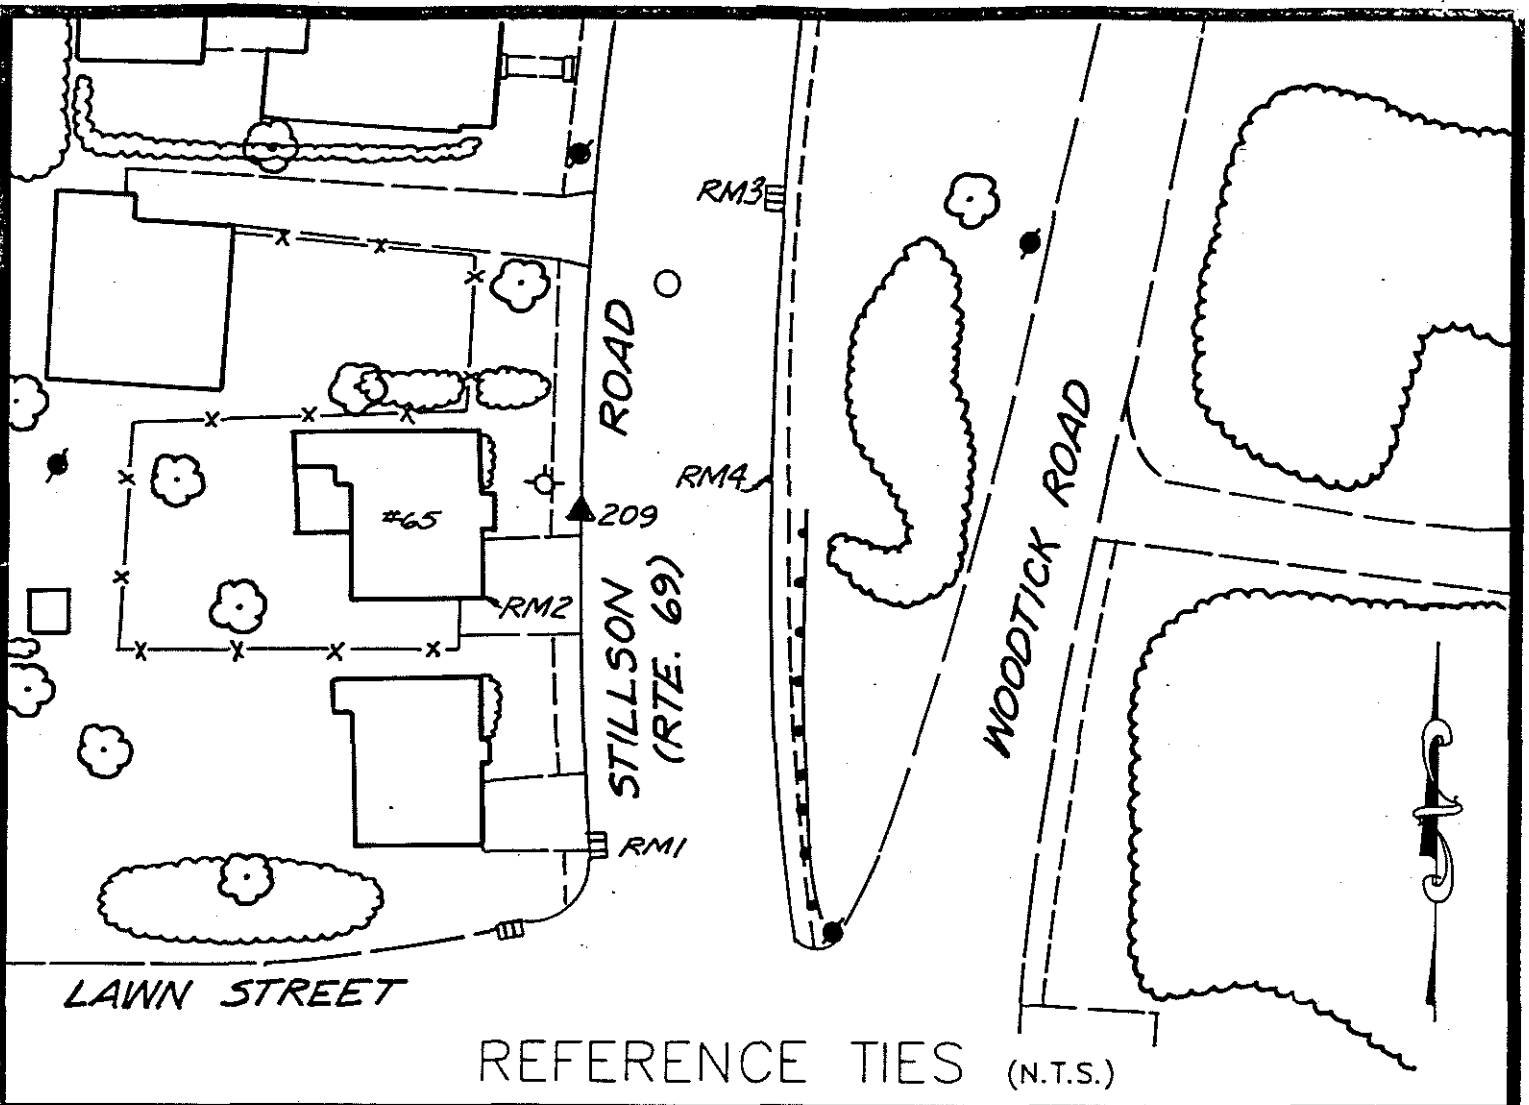 RM3
ROAD
RM4
#65
209
RM2
STILLSON
(RTE. 69)
WOODTICK ROAD
RM1
LAWN STREET
REFERENCE TIES (N.T.S.)